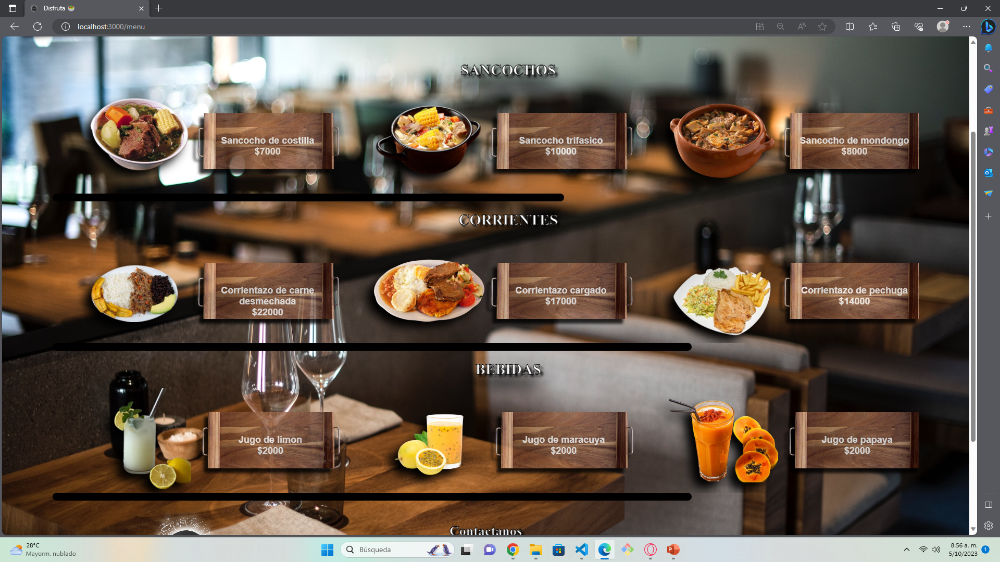 Disfruta 🥗
localhost:3000/menu
SANCOCHOS
Sancocho de costilla
$7000
Sancocho trifasico
$10000
Sancocho de mondongo
$8000
CORRIENTES
Corrientazo de carne
desmechada
$22000
Corrientazo cargado
$17000
Corrientazo de pechuga
$14000
BEBIDAS
Jugo de limon
$2000
Jugo de maracuya
$2000
Jugo de papaya
$2000
Contactanos
28°C
Mayorm. nublado
Búsqueda
8:56 a. m.
5/10/2023
1